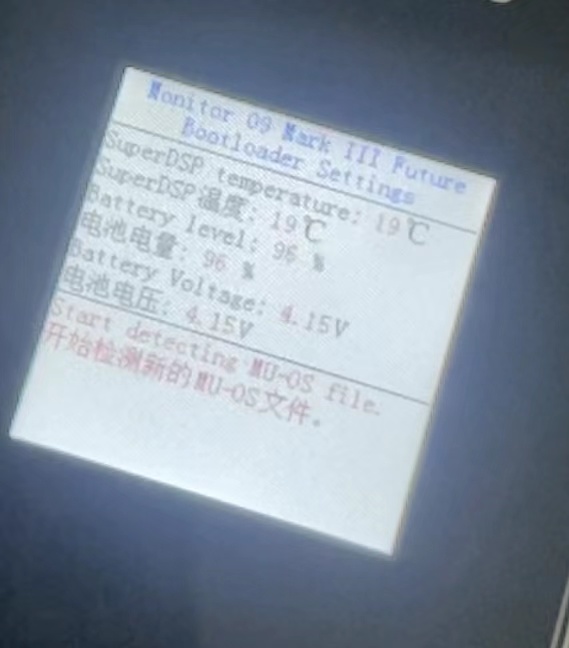 Monitor 09 Mark III Future
Bootloader Settings
SuperDSP temperature: 19℃
SuperDSP温度: 19℃
Battery level: 96 %
电池电量: 96 %
Battery Voltage: 4.15V
电池电压: 4.15V
Start detecting MU-OS file.
开始检测新的MU-OS文件。